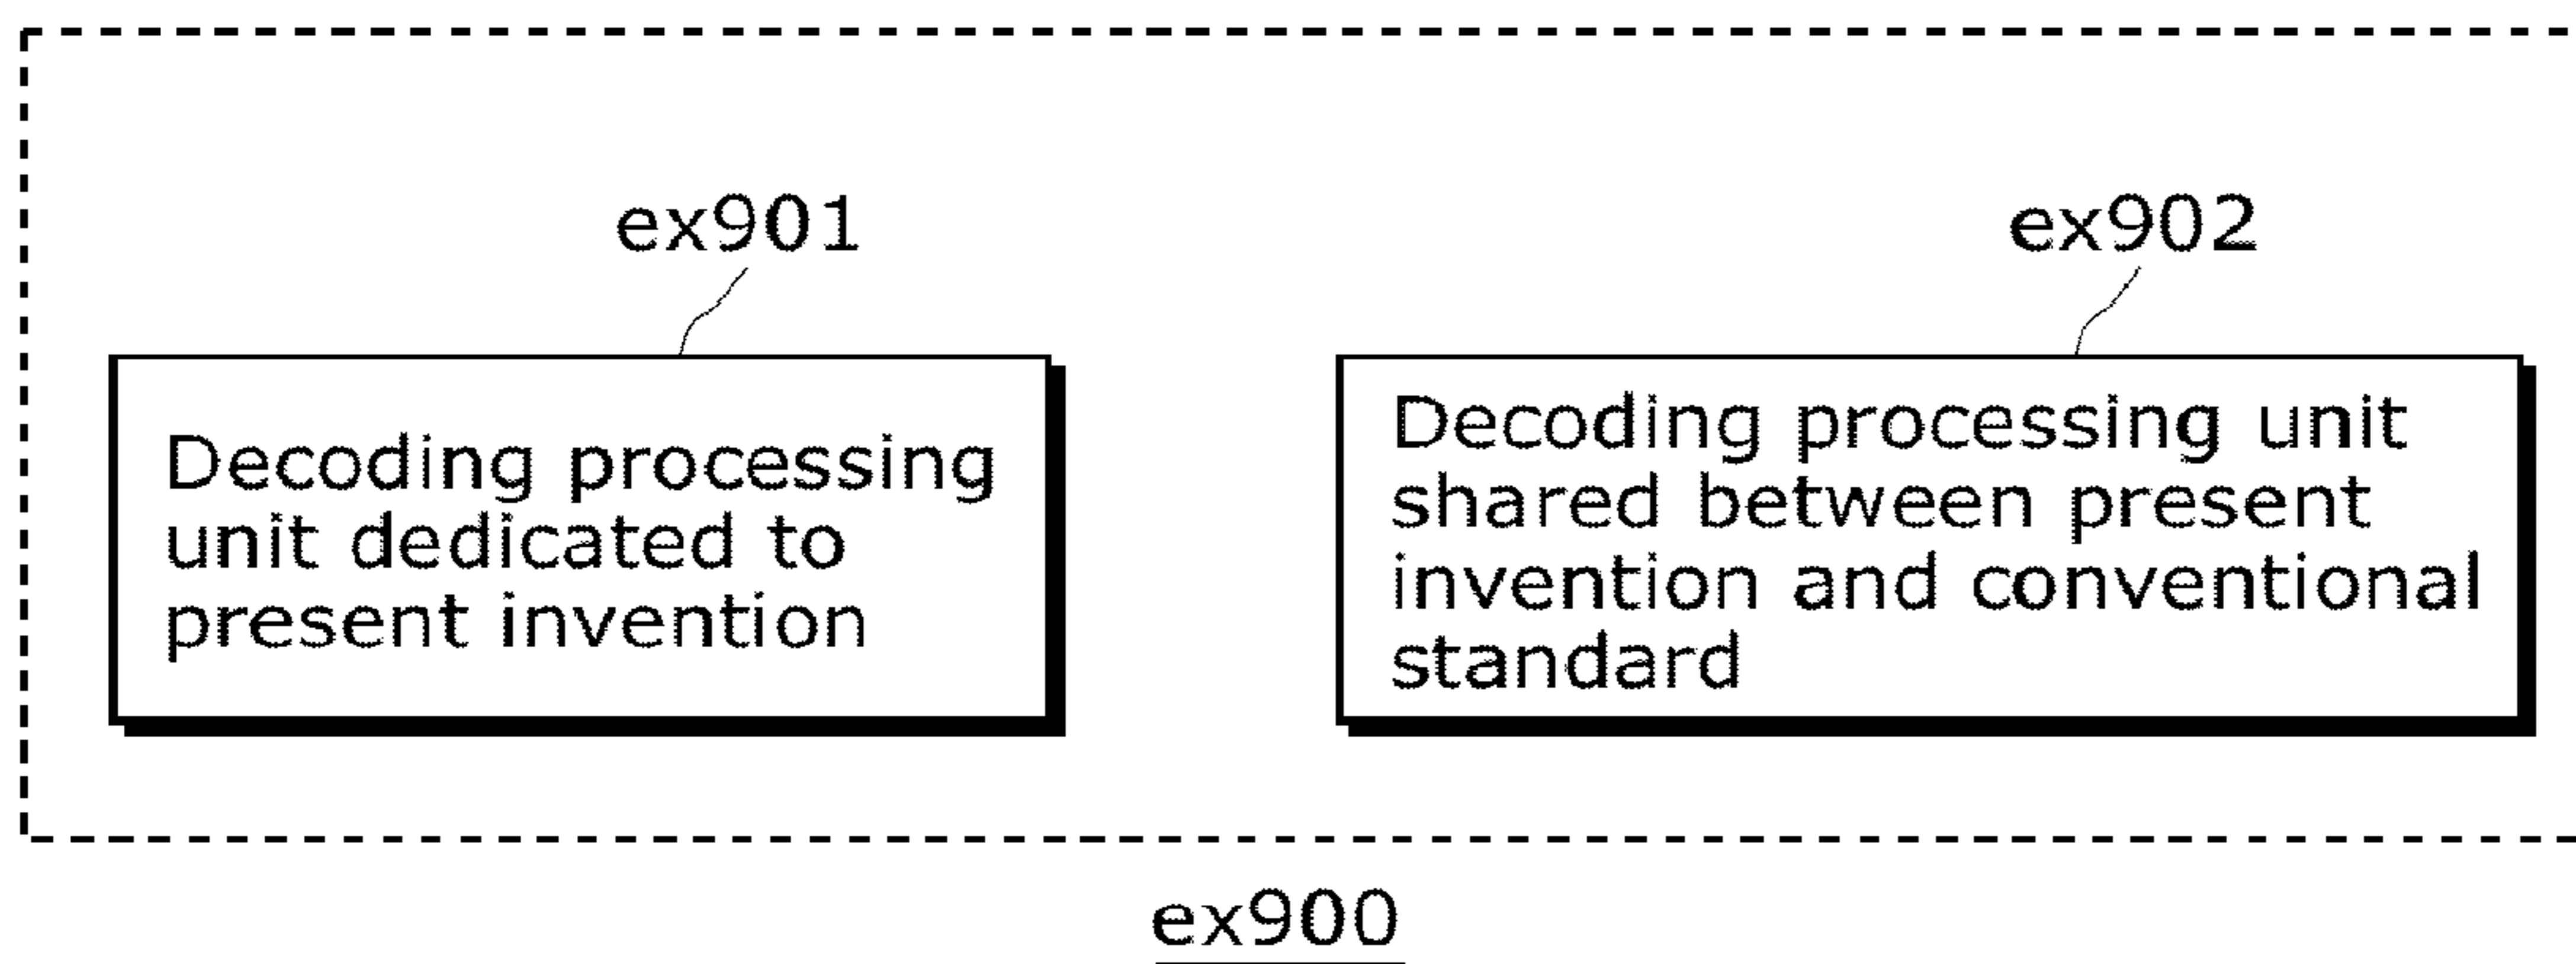 ex901
ex902
Decoding processing
unit dedicated to
present invention
Decoding processing unit
shared between present
invention and conventional
standard
ex900